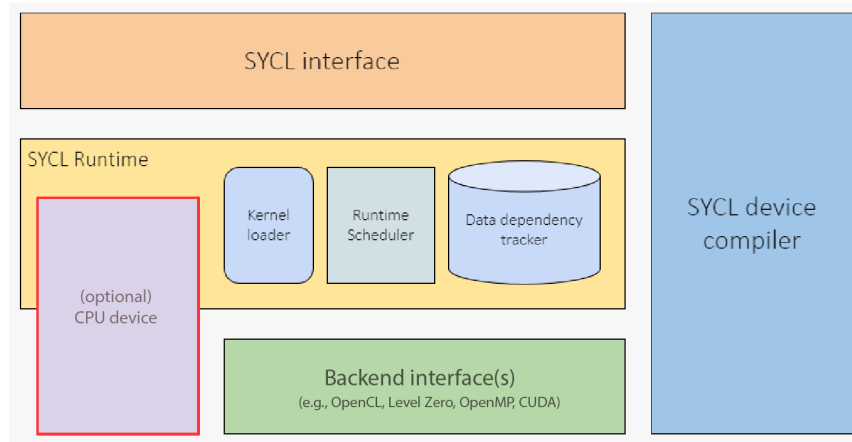 SYCL interface
SYCL Runtime
Kernel
loader
Runtime
Scheduler
Data dependency
tracker
(optional)
CPU device
Backend interface(s)
(e.g., OpenCL, Level Zero, OpenMP, CUDA)
SYCL device
compiler